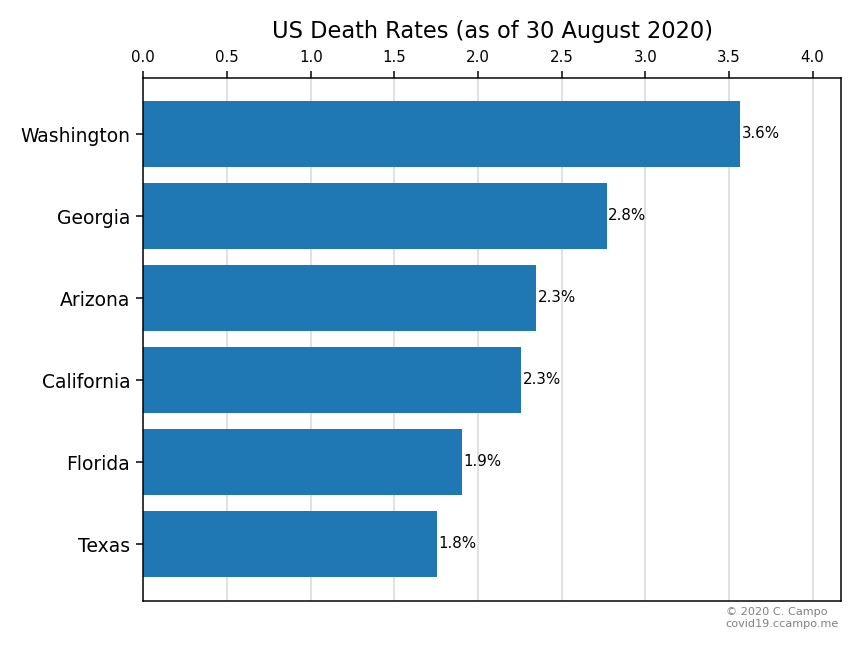 US Death Rates (as of 30 August 2020)
0.0 0.5 1.0 1.5 2.0 2.5 3.0 3.5 4.0
Washington 3.6%
Georgia 2.8%
Arizona 2.3%
California 2.3%
Florida 1.9%
Texas 1.8%
© 2020 C. Campo
covid19.ccampo.me